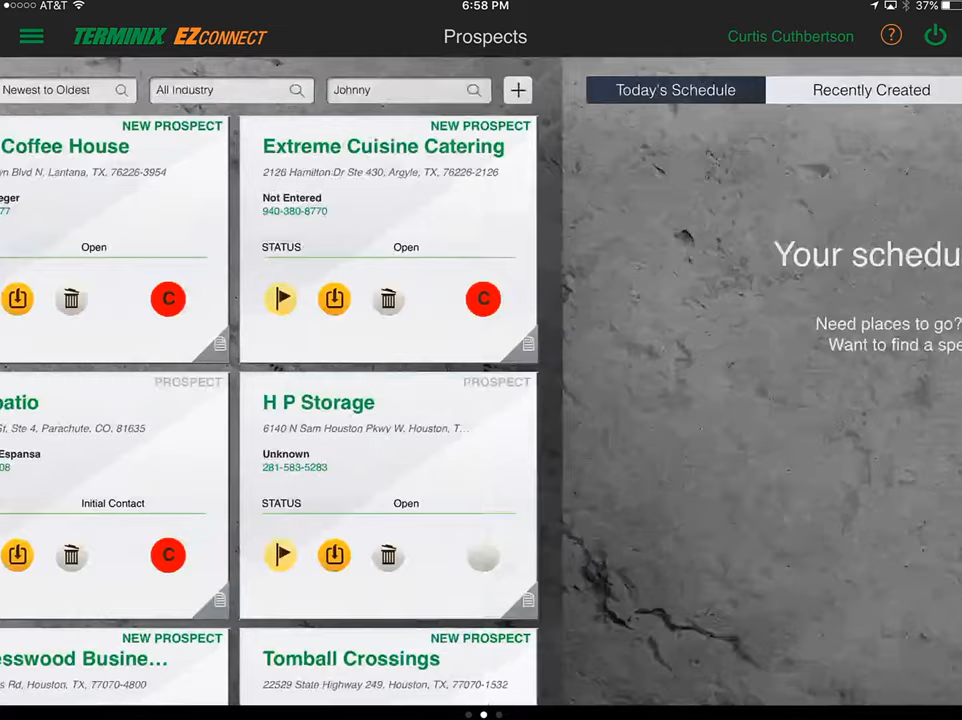 AT&T 6:58 PM 37%
TERMINIX EZCONNECT Prospects Curtis Cuthbertson ?
Newest to Oldest All Industry Johnny + Today's Schedule Recently Created
NEW PROSPECT
Coffee House
n Blvd N, Lantana, TX, 76226-3954
eger
77
Open
C
NEW PROSPECT
Extreme Cuisine Catering
2126 Hamilton Dr Ste 430, Argyle, TX, 76226-2126
Not Entered
940-380-8770
STATUS Open
C
Your schedu
Need places to go?
Want to find a spe
PROSPECT
patio
St, Ste 4, Parachute, CO, 81635
Espansa
08
Initial Contact
C
PROSPECT
H P Storage
6140 N Sam Houston Pkwy W, Houston, T...
Unknown
281-583-5283
STATUS Open
NEW PROSPECT
esswood Busine...
s Rd, Houston, TX, 77070-4800
NEW PROSPECT
Tomball Crossings
22529 State Highway 249, Houston, TX, 77070-1532